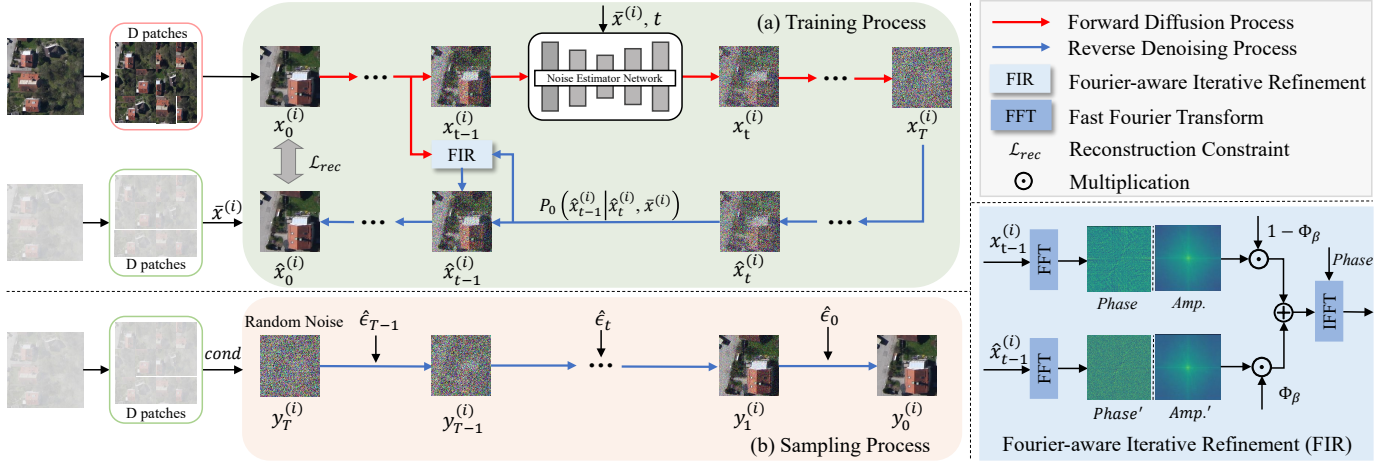 D patches
(a) Training Process
x̄^(i), t
Noise Estimator Network
x_0^(i)
x_{t−1}^(i)
x_t^(i)
x_T^(i)
ℒ_rec
FIR
x̄^(i)
P_0 (x̂_{t−1}^(i) | x̂_t^(i), x̄^(i))
D patches
x̂_0^(i)
x̂_{t−1}^(i)
x̂_t^(i)
Random Noise
ϵ̂_{T−1}
ϵ̂_t
ϵ̂_0
cond
D patches
y_T^(i)
y_{T−1}^(i)
y_1^(i)
y_0^(i)
(b) Sampling Process
Forward Diffusion Process
Reverse Denoising Process
FIR Fourier-aware Iterative Refinement
FFT Fast Fourier Transform
ℒ_rec Reconstruction Constraint
Multiplication
x_{t−1}^(i)
FFT
Phase
Amp.
1 − Φ_β
Phase
IFFT
x̂_{t−1}^(i)
FFT
Phase′
Amp.′
Φ_β
Fourier-aware Iterative Refinement (FIR)